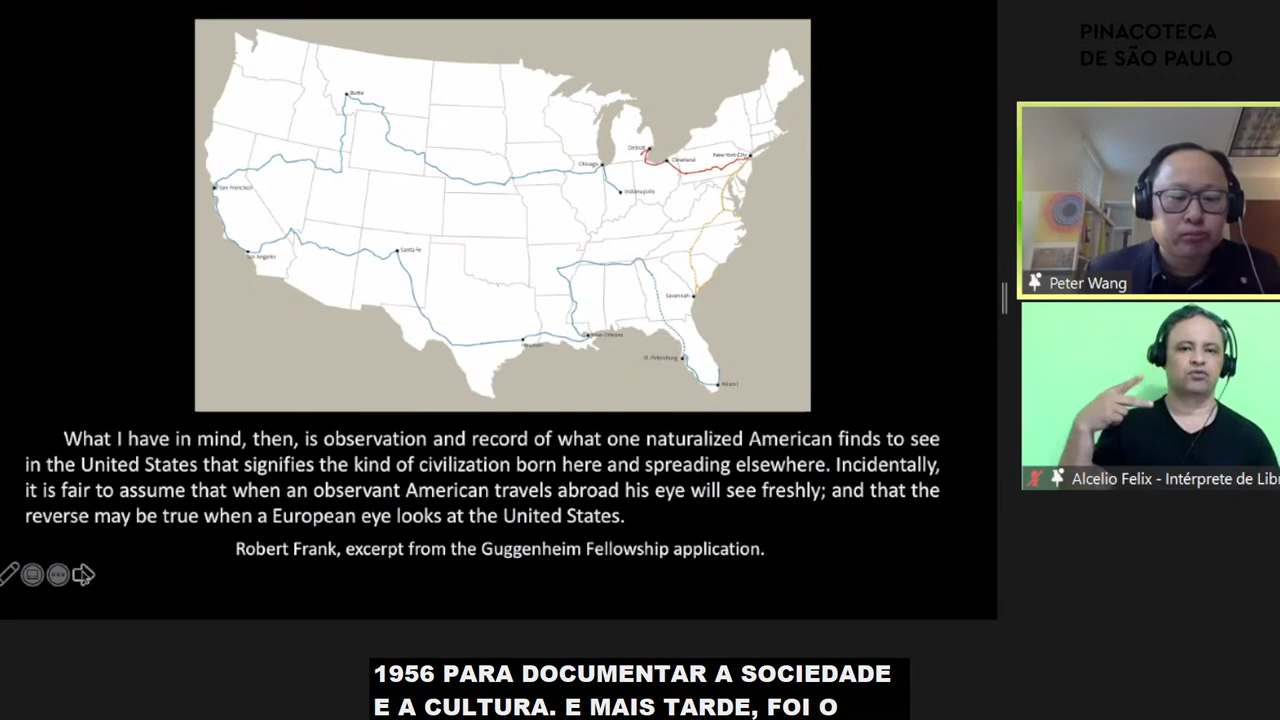 PINACOTECA
DE SÃO PAULO
Butte
San Francisco
Los Angeles
Santa Fe
Houston
New Orleans
Chicago
Indianapolis
Detroit
Cleveland
New York City
Savannah
St. Petersburg
Miami
What I have in mind, then, is observation and record of what one naturalized American finds to see
in the United States that signifies the kind of civilization born here and spreading elsewhere. Incidentally,
it is fair to assume that when an observant American travels abroad his eye will see freshly; and that the
reverse may be true when a European eye looks at the United States.
Robert Frank, excerpt from the Guggenheim Fellowship application.
Peter Wang
Alcelio Felix - Intérprete de Libr
1956 PARA DOCUMENTAR A SOCIEDADE
E A CULTURA. E MAIS TARDE, FOI O